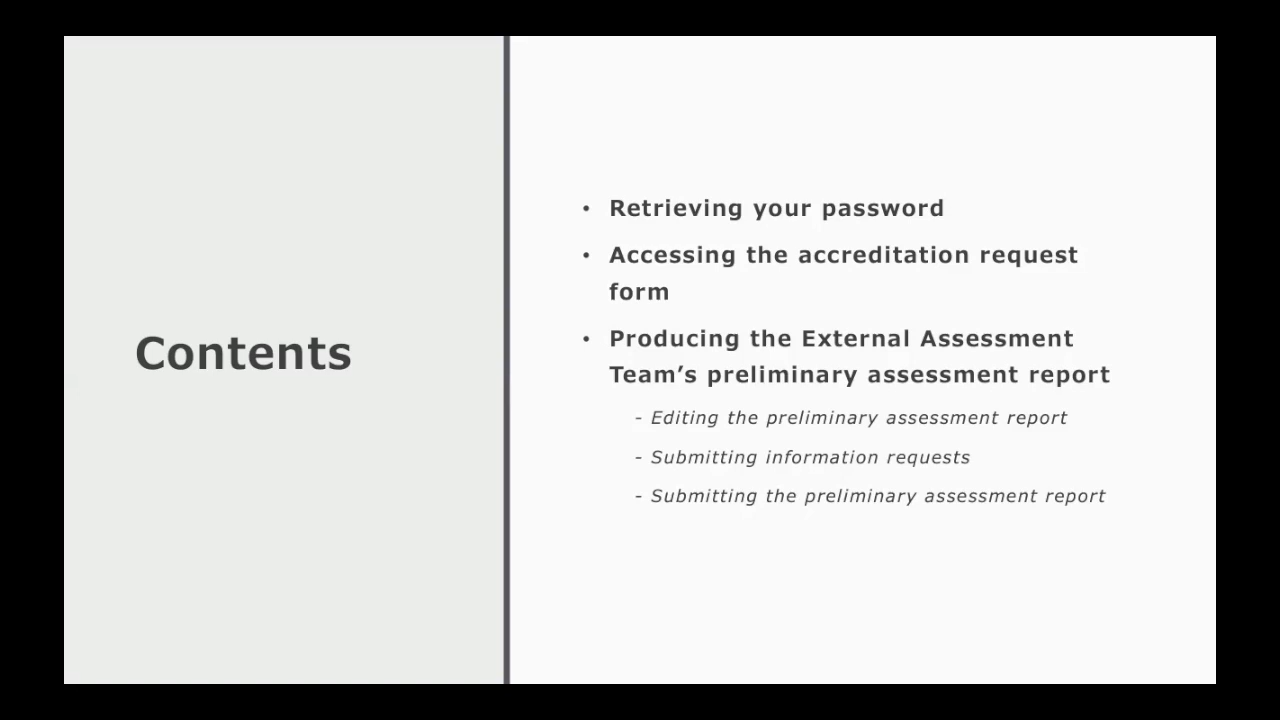 Contents
• Retrieving your password
• Accessing the accreditation request
form
• Producing the External Assessment
Team’s preliminary assessment report
- Editing the preliminary assessment report
- Submitting information requests
- Submitting the preliminary assessment report